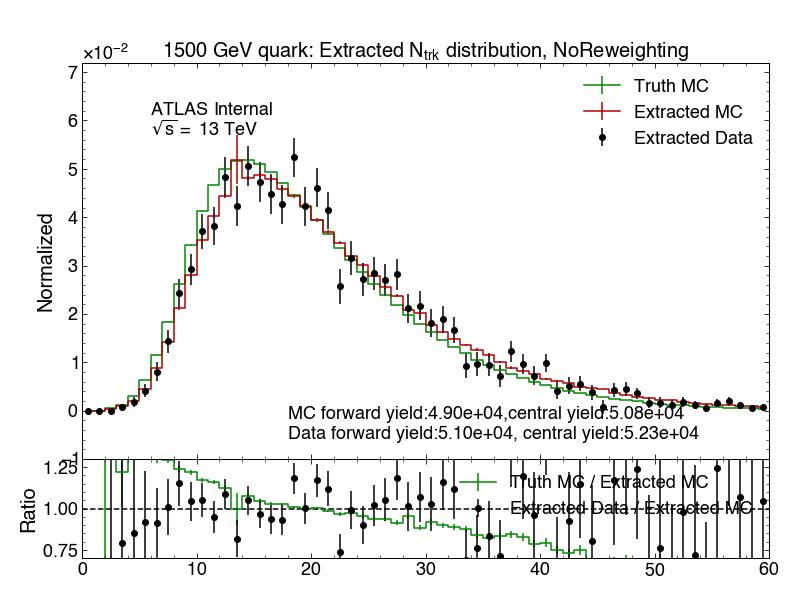 ×10⁻²
1500 GeV quark: Extracted Ntrk distribution, NoReweighting
7
6
5
4
3
2
1
0
1
Normalized
ATLAS Internal
√s = 13 TeV
Truth MC
Extracted MC
Extracted Data
MC forward yield:4.90e+04,central yield:5.08e+04
Data forward yield:5.10e+04, central yield:5.23e+04
1.25
1.00
0.75
Ratio
Truth MC / Extracted MC
Extracted Data / Extracted MC
0 10 20 30 40 50 60